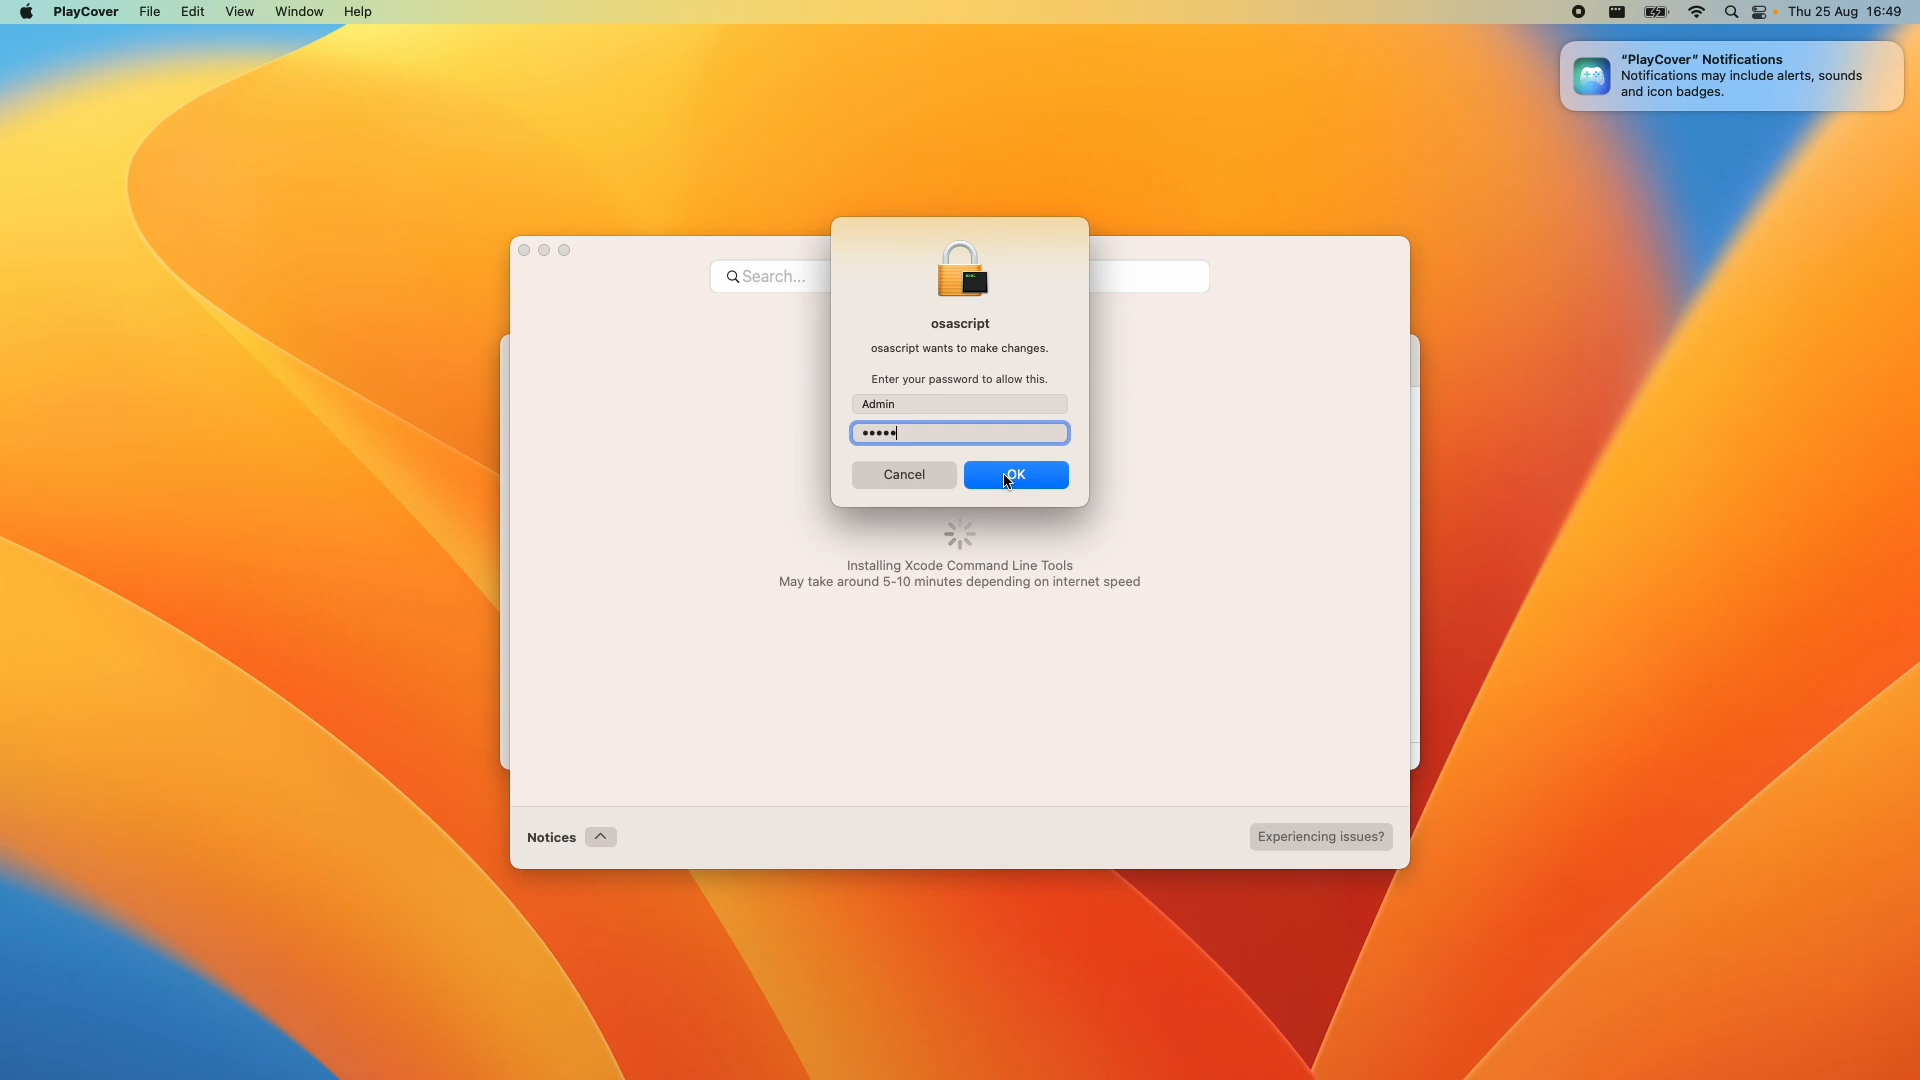 PlayCover File Edit View Window Help
Thu 25 Aug 16:49
"PlayCover" Notifications
Notifications may include alerts, sounds
and icon badges.
Search...
osascript
osascript wants to make changes.
Enter your password to allow this.
Admin
•••••
Cancel
OK
Installing Xcode Command Line Tools
May take around 5-10 minutes depending on internet speed
Notices
Experiencing issues?